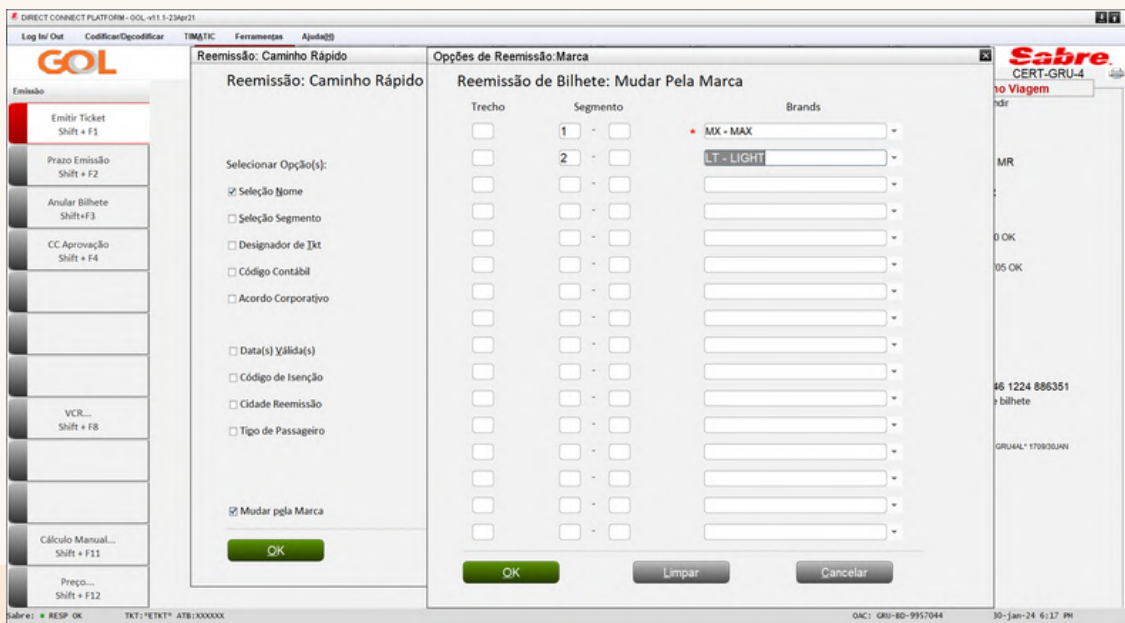 DIRECT CONNECT PLATFORM - GOL -v11.1-23Apr21
Log In/ Out Codificar/Decodificar TIMATIC Ferramentas Ajuda(H)
GOL
Emissão
Emitir Ticket
Shift + F1
Prazo Emissão
Shift + F2
Anular Bilhete
Shift+F3
CC Aprovação
Shift + F4
VCR...
Shift + F8
Cálculo Manual...
Shift + F11
Preço....
Shift + F12
Reemissão: Caminho Rápido
Reemissão: Caminho Rápido
Selecionar Opção(s):
Seleção Nome
Seleção Segmento
Designador de Tkt
Código Contábil
Acordo Corporativo
Data(s) Válida(s)
Código de Isenção
Cidade Reemissão
Tipo de Passageiro
Mudar pela Marca
OK
Opções de Reemissão:Marca
Reemissão de Bilhete: Mudar Pela Marca
Trecho Segmento Brands
1 - * MX - MAX
2 - LT - LIGHT
-
-
-
-
-
-
-
-
-
-
-
-
-
-
OK Limpar Cancelar
Sabre
CERT-GRU-4
no Viagem
ndir
MR
0 OK
705 OK
46 1224 886351
e bilhete
GRU4AL* 1709/30JAN
Sabre: RESP OK TKT:*ETKT* ATB:XXXXXX OAC: GRU-BD-9957044 30-jan-24 6:17 PM